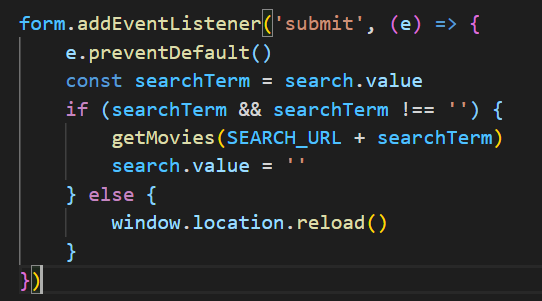 form.addEventListener('submit', (e) => {
    e.preventDefault()
    const searchTerm = search.value
    if (searchTerm && searchTerm !== '') {
        getMovies(SEARCH_URL + searchTerm)
        search.value = ''
    } else {
        window.location.reload()
    }
})